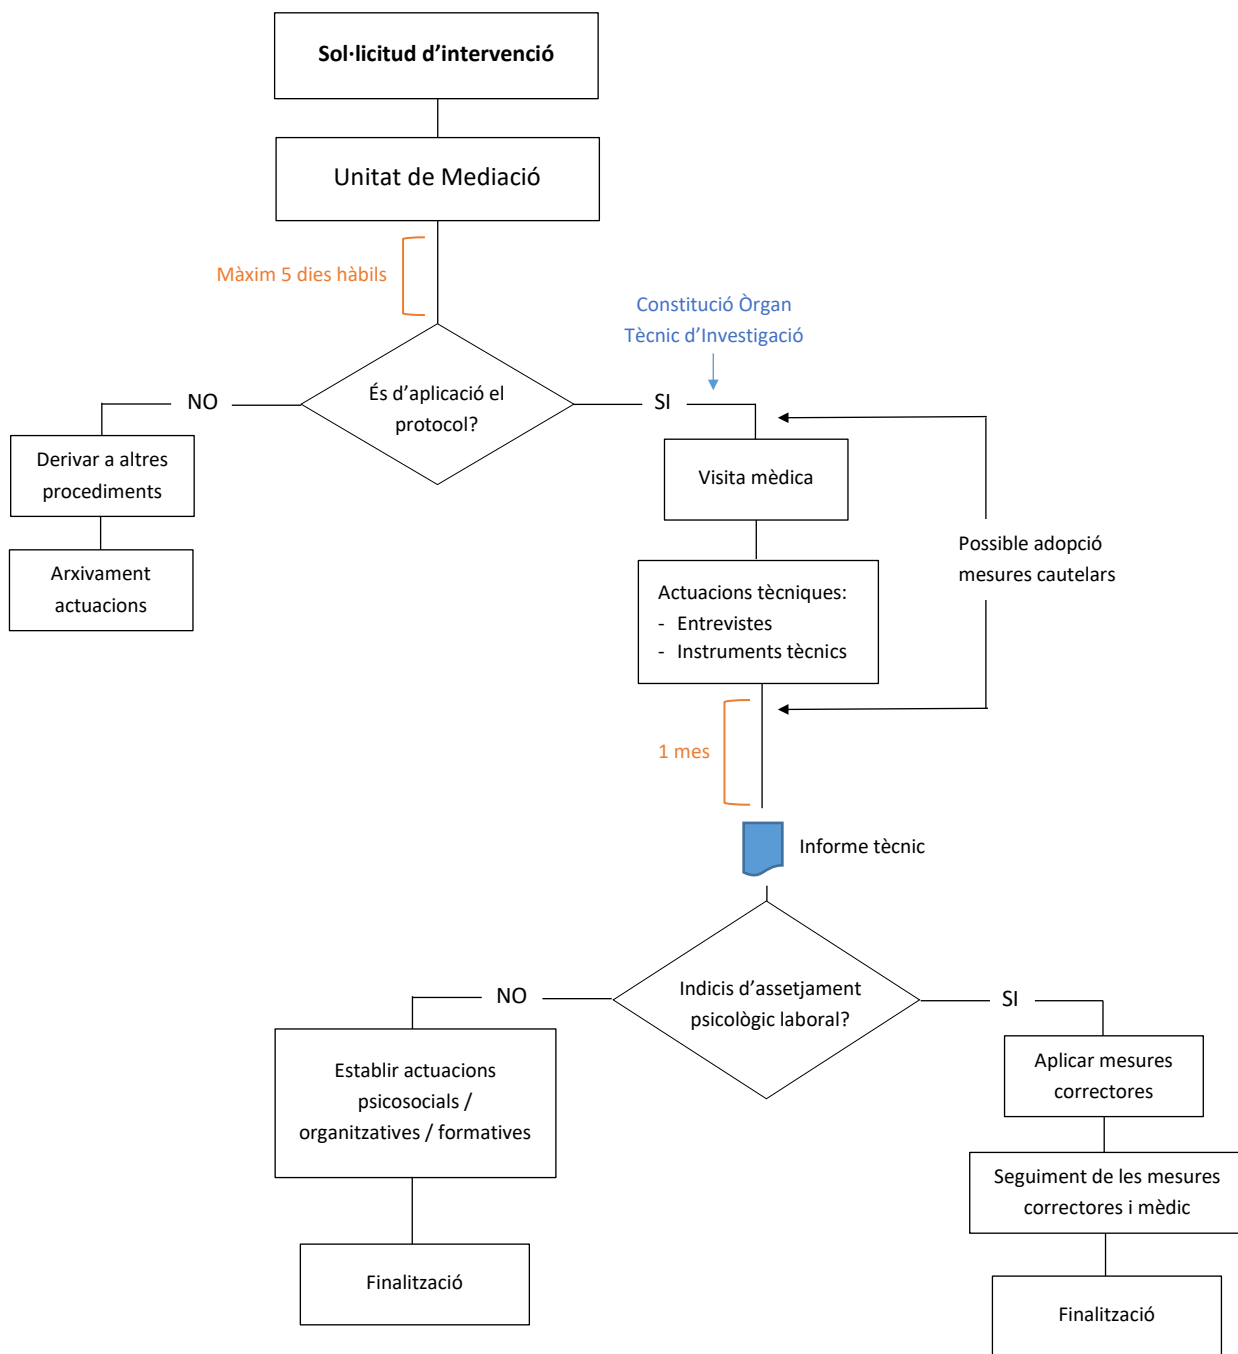 Sol·licitud d’intervenció
Unitat de Mediació
Màxim 5 dies hàbils
Constitució Òrgan
Tècnic d’Investigació
És d’aplicació el
protocol?
NO
SI
Derivar a altres
procediments
Arxivament
actuacions
Visita mèdica
Possible adopció
mesures cautelars
Actuacions tècniques:
- Entrevistes
- Instruments tècnics
1 mes
Informe tècnic
Indicis d’assetjament
psicològic laboral?
NO
SI
Establir actuacions
psicosocials /
organitzatives / formatives
Finalització
Aplicar mesures
correctores
Seguiment de les mesures
correctores i mèdic
Finalització